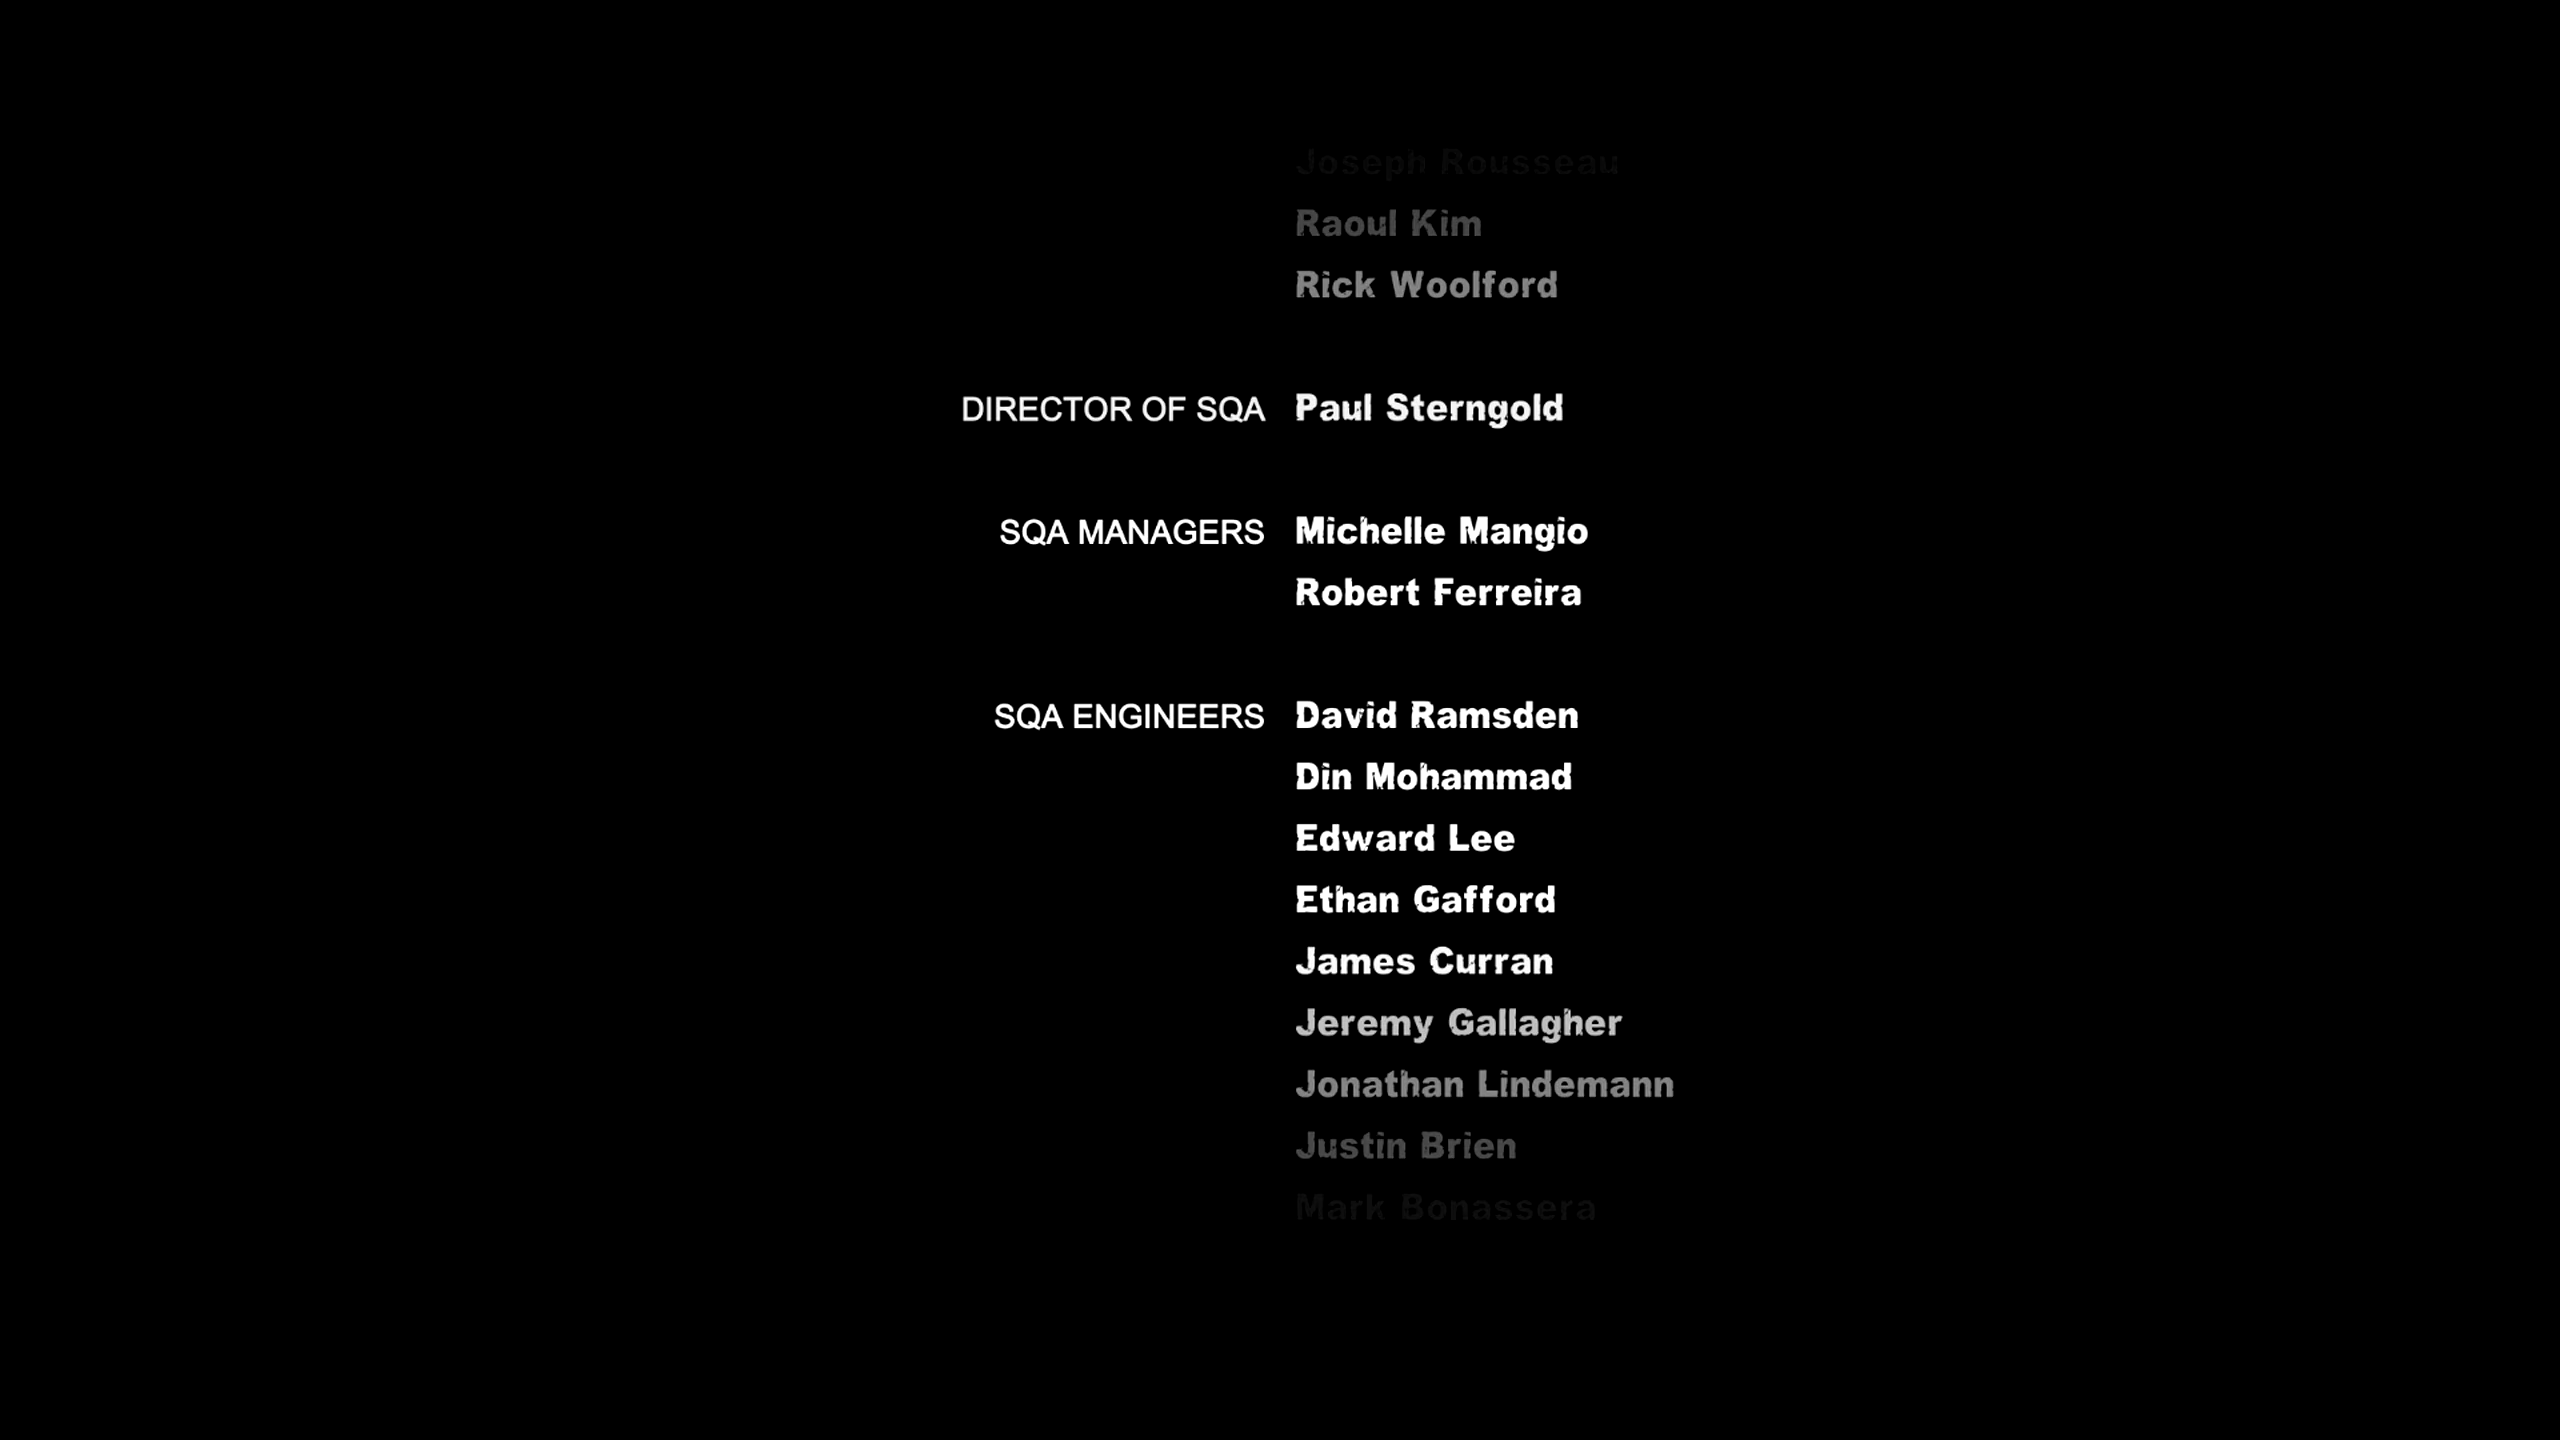 Joseph Rousseau
Raoul Kim
Rick Woolford
DIRECTOR OF SQA Paul Sterngold
SQA MANAGERS Michelle Mangio
Robert Ferreira
SQA ENGINEERS David Ramsden
Din Mohammad
Edward Lee
Ethan Gafford
James Curran
Jeremy Gallagher
Jonathan Lindemann
Justin Brien
Mark Bonassera